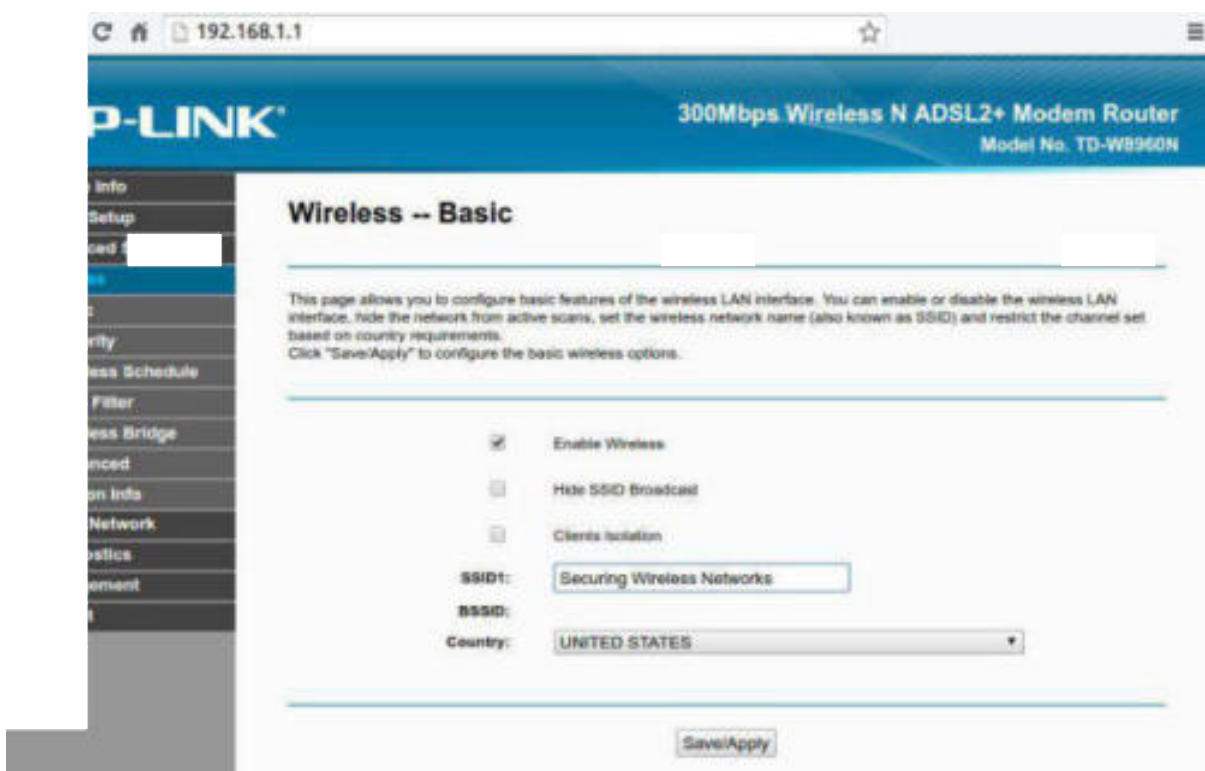 192.168.1.1
P-LINK
300Mbps Wireless N ADSL2+ Modem Router
Model No. TD-W8960N
Info
Setup
ced
rity
less Schedule
Filter
less Bridge
anced
on Info
Network
ostics
ement
Wireless -- Basic
This page allows you to configure basic features of the wireless LAN interface. You can enable or disable the wireless LAN
interface, hide the network from active scans, set the wireless network name (also known as SSID) and restrict the channel set
based on country requirements.
Click "Save/Apply" to configure the basic wireless options.
Enable Wireless
Hide SSID Broadcast
Clients Isolation
SSID1: Securing Wireless Networks
BSSID:
Country: UNITED STATES
Save/Apply